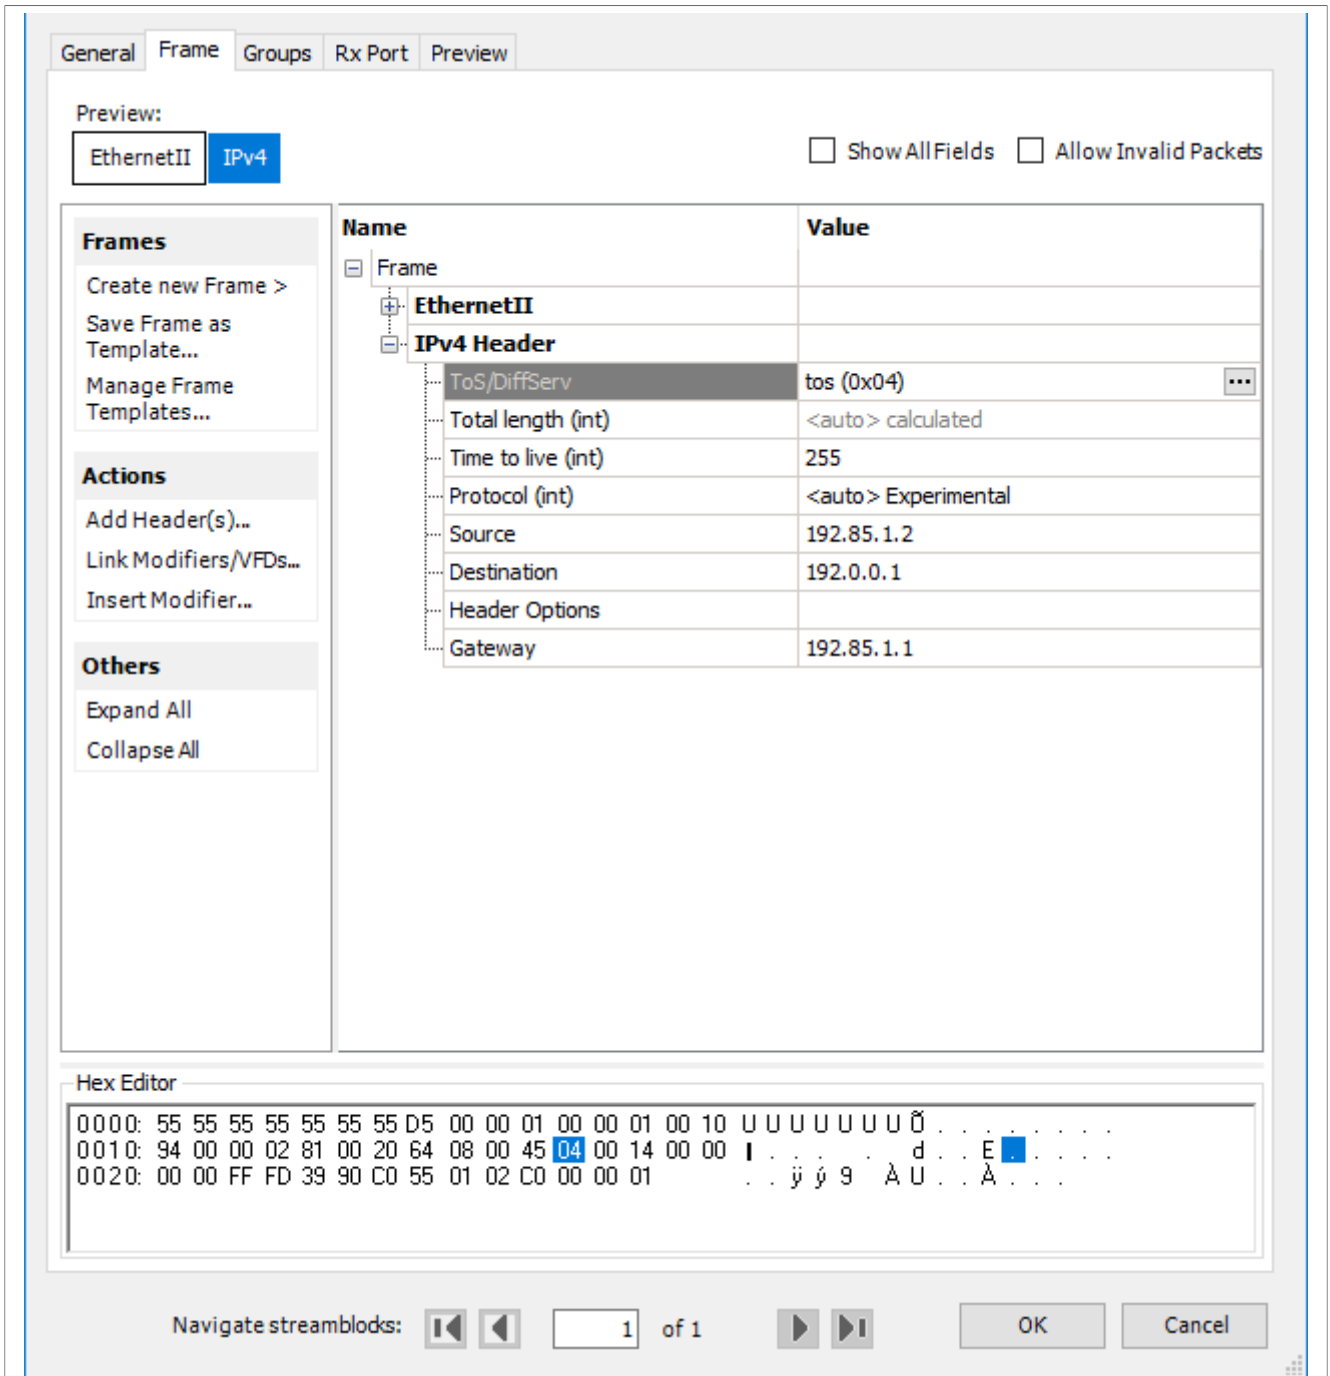 General Frame Groups Rx Port Preview
Preview:
EthernetII IPv4 Show All Fields Allow Invalid Packets
Frames
Create new Frame >
Save Frame as
Template...
Manage Frame
Templates...
Actions
Add Header(s)...
Link Modifiers/VFDs...
Insert Modifier...
Others
Expand All
Collapse All
Name Value
Frame
EthernetII
IPv4 Header
ToS/DiffServ tos (0x04) ...
Total length (int) <auto> calculated
Time to live (int) 255
Protocol (int) <auto> Experimental
Source 192.85.1.2
Destination 192.0.0.1
Header Options
Gateway 192.85.1.1
Hex Editor
0000: 55 55 55 55 55 55 55 D5 00 00 01 00 00 01 00 10 U U U U U U U Õ . . . . . . . .
0010: 94 00 00 02 81 00 20 64 08 00 45 04 00 14 00 00 . . . . . d . . E . . . . .
0020: 00 00 FF FD 39 90 C0 55 01 02 C0 00 00 01 . . ÿ ý 9 À U . . À . . .
Navigate streamblocks: 1 of 1 OK Cancel